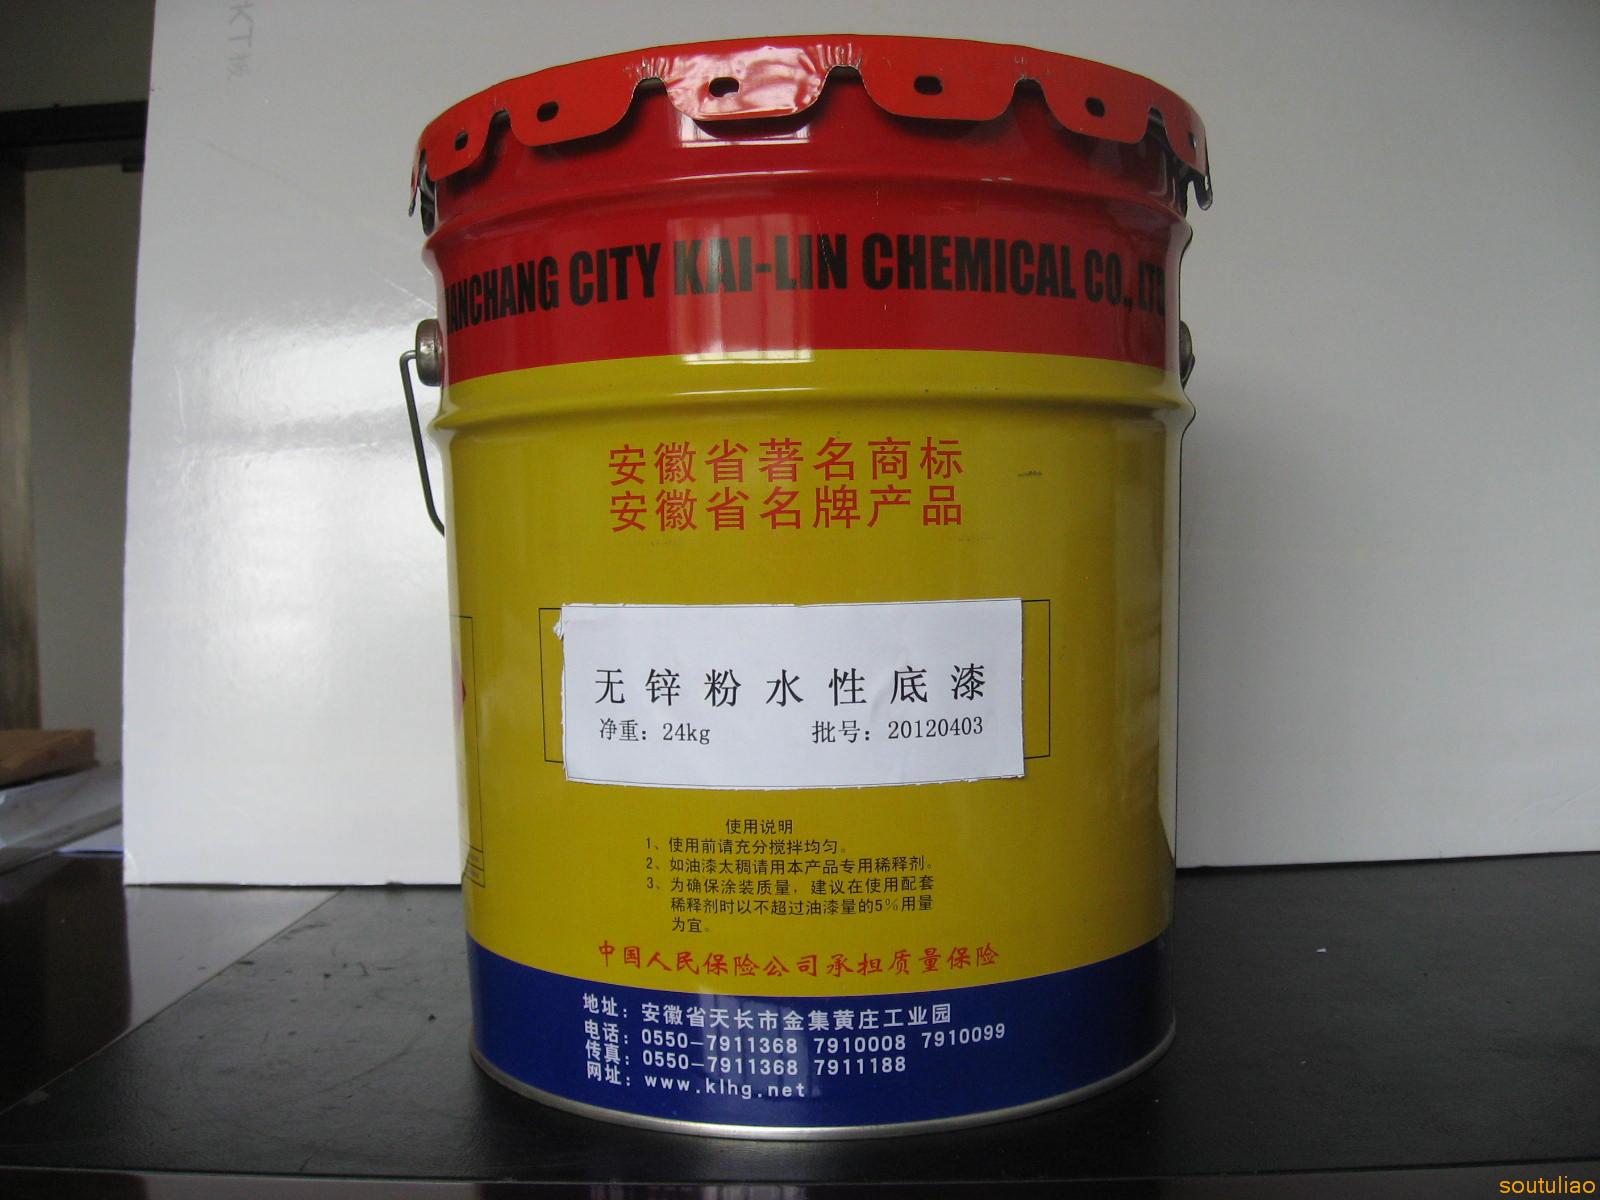 KT板
IANCHANG CITY KAI-LIN CHEMICAL CO., LTD
安徽省著名商标
安徽省名牌产品
无锌粉水性底漆
净重：24kg 批号：20120403
使用说明
1、使用前请充分搅拌均匀。
2、如油漆太稠请用本产品专用稀释剂。
3、为确保涂装质量，建议在使用配套
稀释剂时以不超过油漆量的5%用量
为宜。
中国人民保险公司承担质量保险
地址：安徽省天长市金集黄庄工业园
电话：0550-7911368 7910008 7910099
传真：0550-7911368 7911188
网址：www.klhg.net
soutuliao